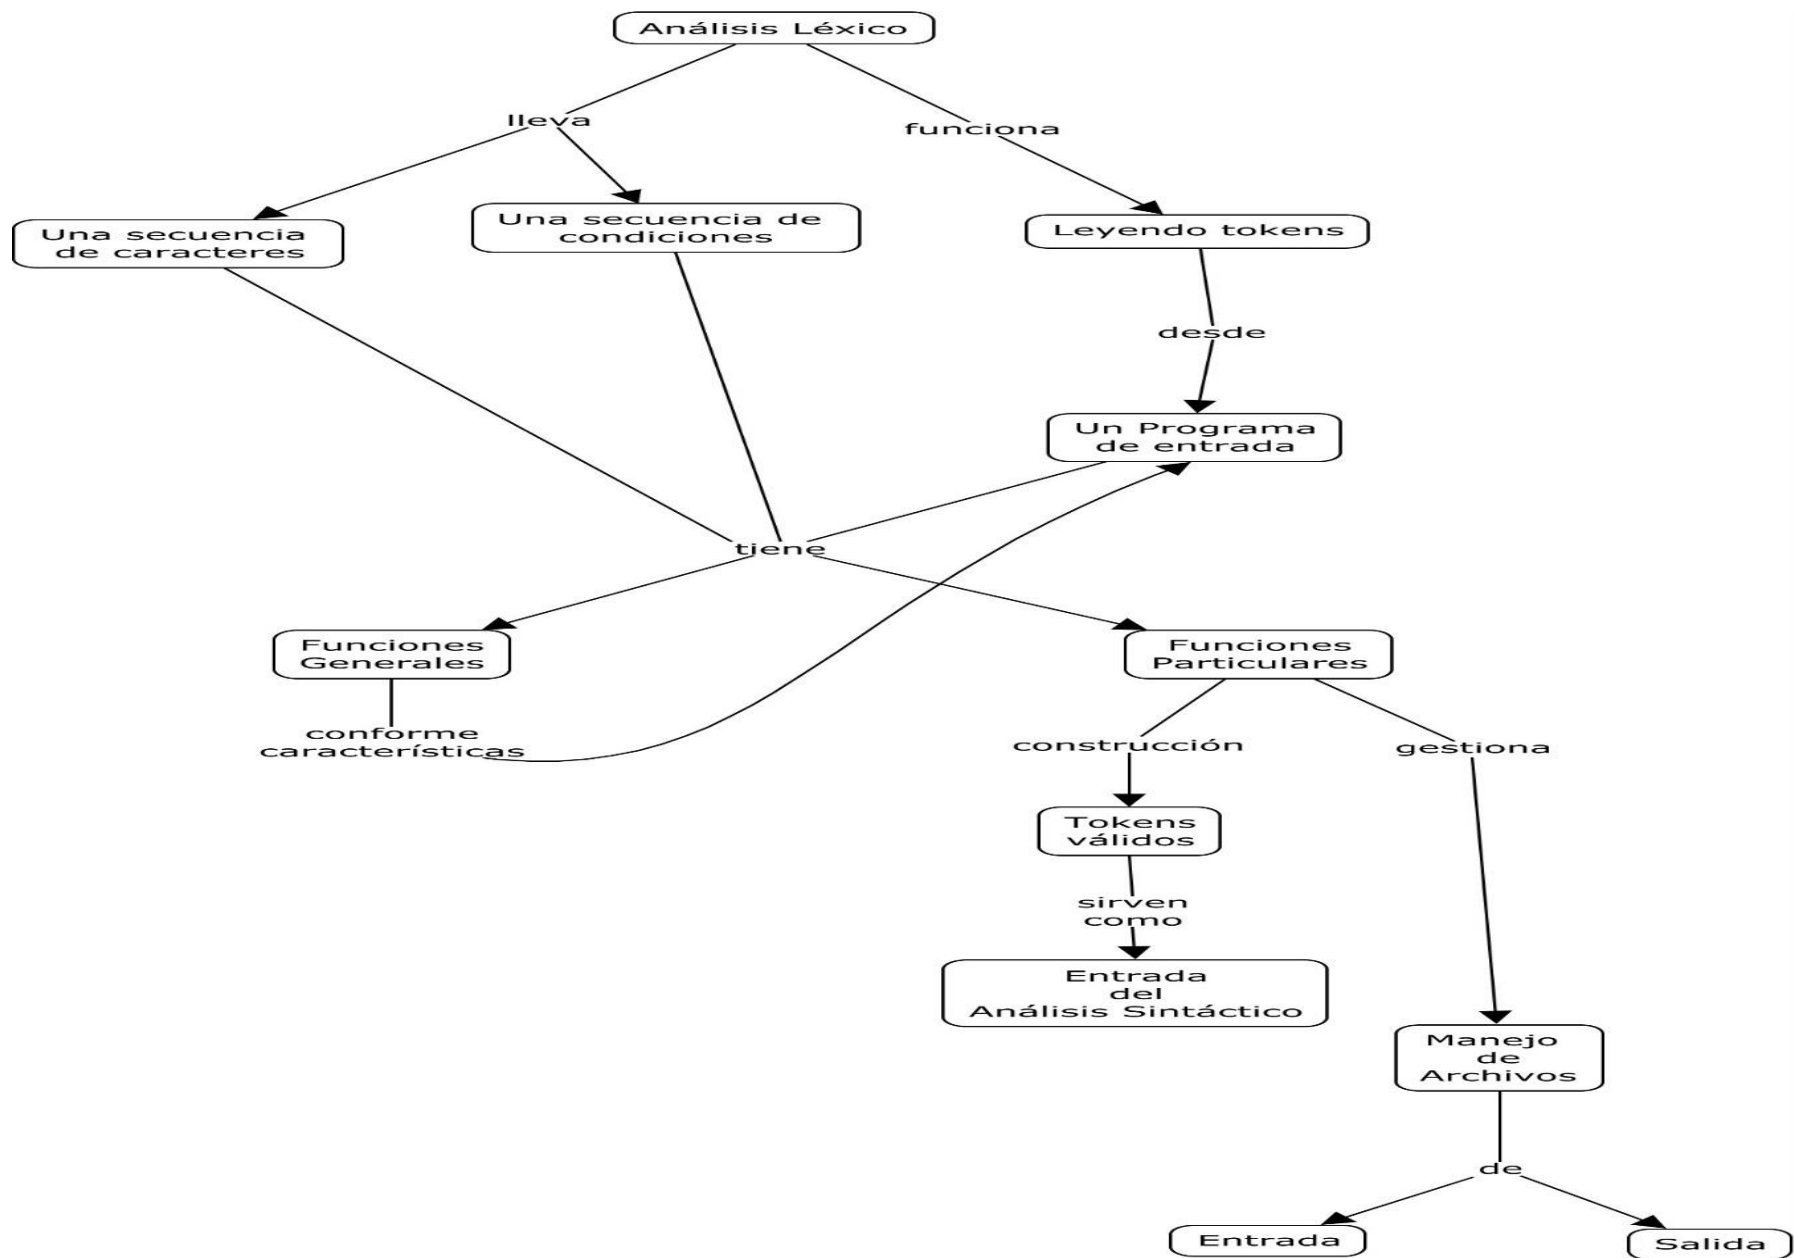 Análisis Léxico
lleva
funciona
Una secuencia
de caracteres
Una secuencia de
condiciones
Leyendo tokens
desde
Un Programa
de entrada
tiene
Funciones
Generales
Funciones
Particulares
conforme
características
construcción
gestiona
Tokens
válidos
sirven
como
Entrada
del
Análisis Sintáctico
Manejo
de
Archivos
de
Entrada
Salida